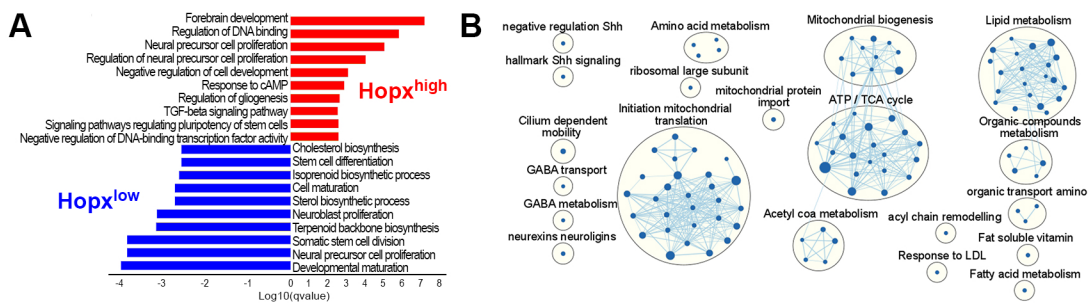 A
Forebrain development
Regulation of DNA binding
Neural precursor cell proliferation
Regulation of neural precursor cell proliferation
Negative regulation of cell development
Response to cAMP
Regulation of gliogenesis
TGF-beta signaling pathway
Signaling pathways regulating pluripotency of stem cells
Negative regulation of DNA-binding transcription factor activity
Hopxhigh
Cholesterol biosynthesis
Stem cell differentiation
Isoprenoid biosynthetic process
Cell maturation
Sterol biosynthetic process
Neuroblast proliferation
Terpenoid backbone biosynthesis
Somatic stem cell division
Neural precursor cell proliferation
Developmental maturation
Hopxlow
-4 -3 -2 -1 0 1 2 3 4 5 6 7 8
Log10(qvalue)
B
negative regulation Shh
hallmark Shh signaling
Amino acid metabolism
ribosomal large subunit
Mitochondrial biogenesis
Lipid metabolism
mitochondrial protein
import
ATP / TCA cycle
Initiation mitochondrial
translation
Cilium dependent
mobility
GABA transport
GABA metabolism
neurexins neuroligins
Organic compounds
metabolism
organic transport amino
Acetyl coa metabolism
acyl chain remodelling
Fat soluble vitamin
Response to LDL
Fatty acid metabolism